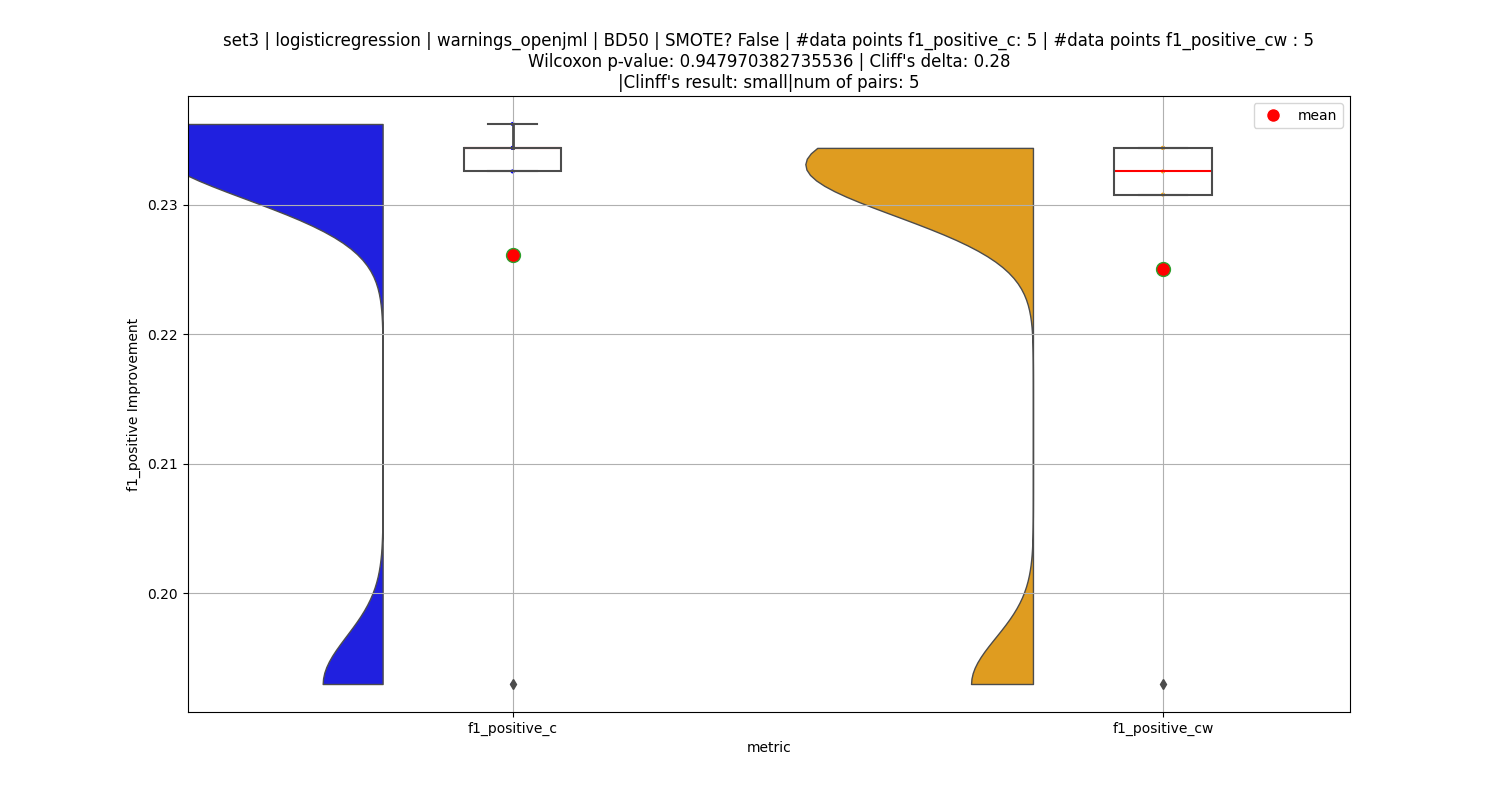 set3 | logisticregression | warnings_openjml | BD50 | SMOTE? False | #data points f1_positive_c: 5 | #data points f1_positive_cw : 5
Wilcoxon p-value: 0.947970382735536 | Cliff's delta: 0.28
|Clinff's result: small|num of pairs: 5
mean
0.23
0.22
0.21
0.20
f1_positive Improvement
f1_positive_c
f1_positive_cw
metric